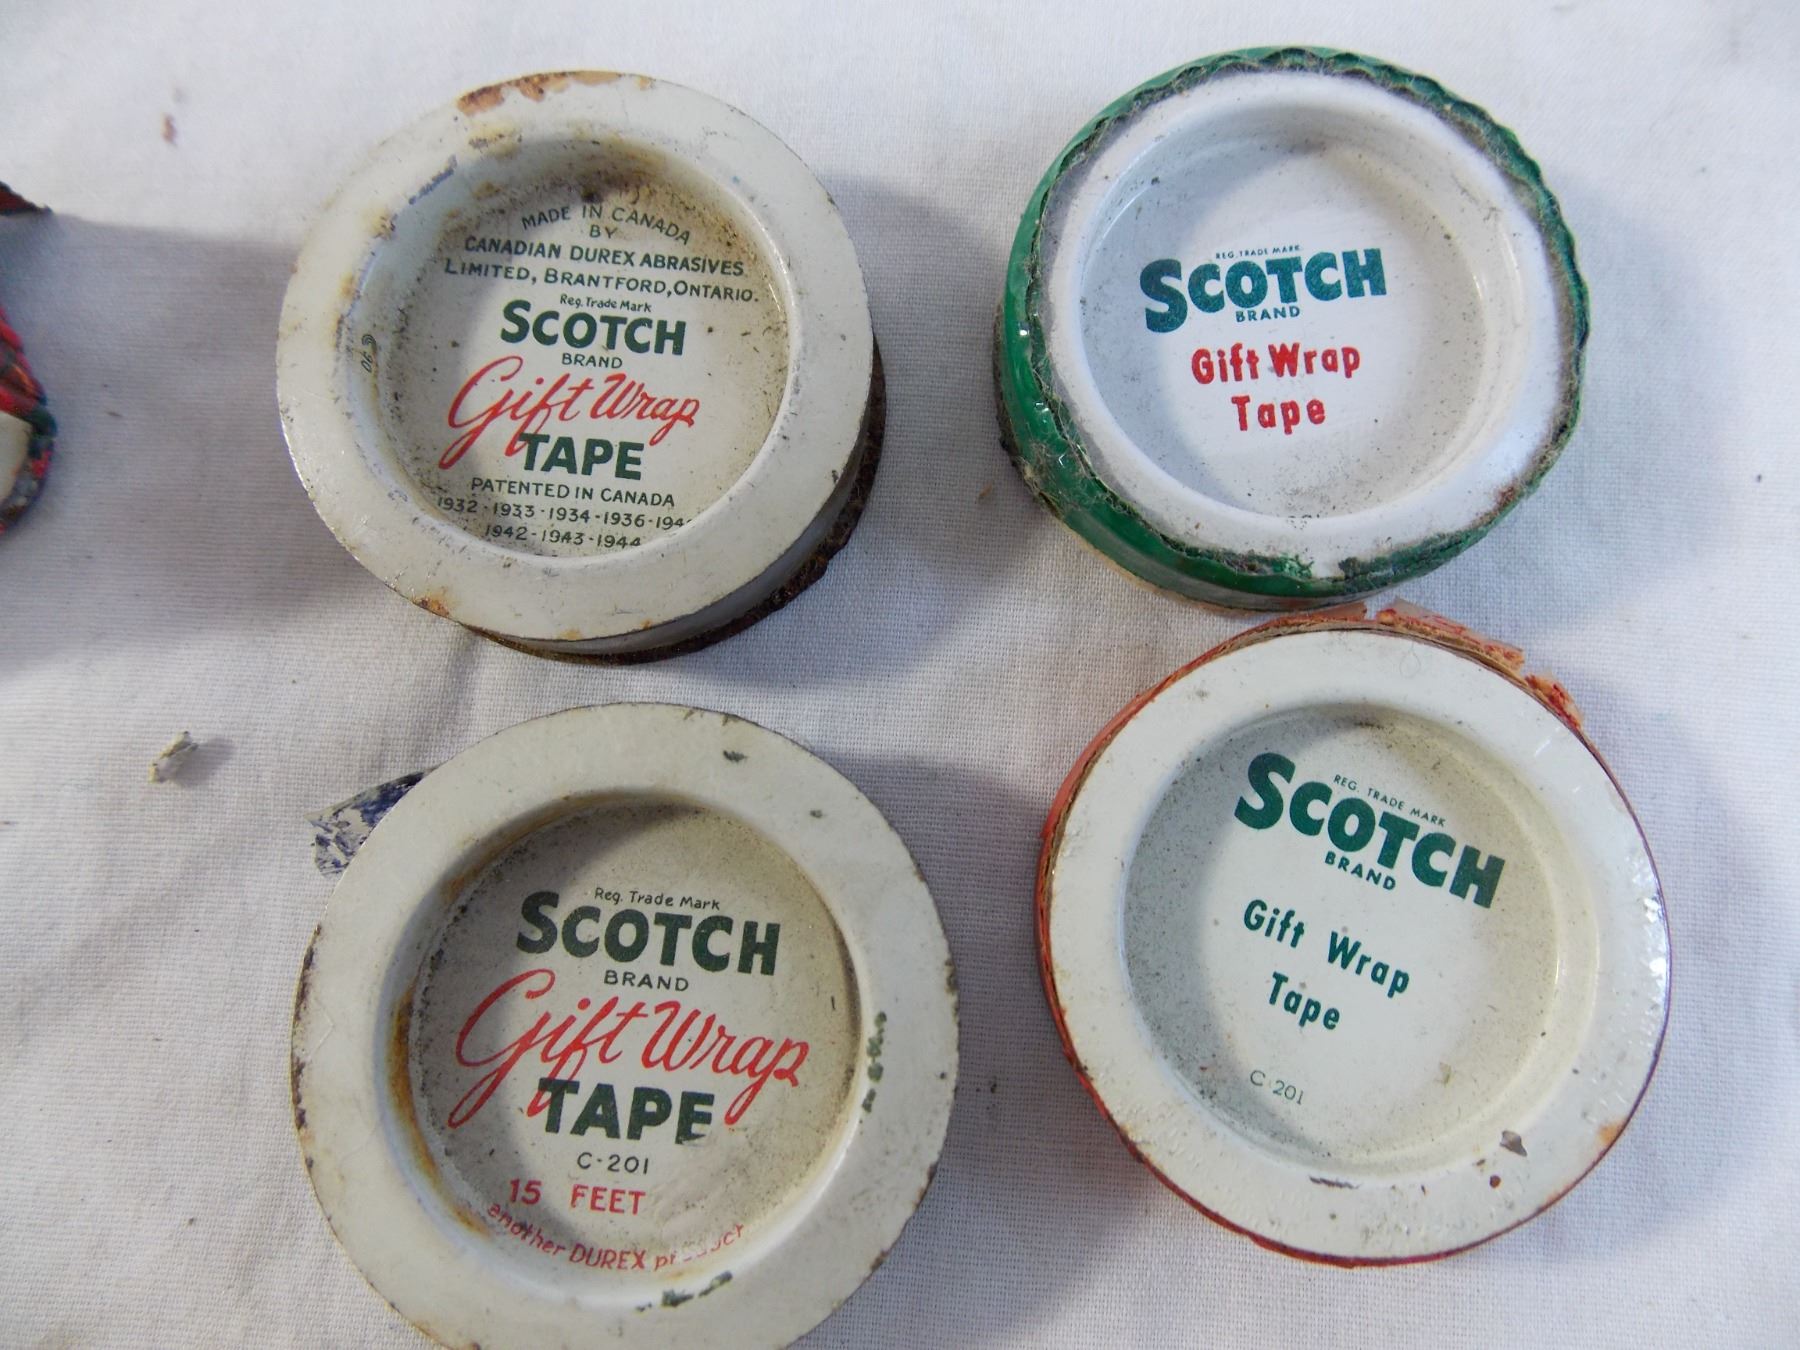 MADE IN CANADA
BY
CANADIAN DUREX ABRASIVES
LIMITED, BRANTFORD, ONTARIO.
Reg. Trade Mark
SCOTCH
BRAND
Gift Wrap
TAPE
PATENTED IN CANADA
1932-1933-1934-1936-
1942-1943-1944
REG. TRADE MARK
SCOTCH
BRAND
Gift Wrap
Tape
Reg. Trade Mark
SCOTCH
BRAND
Gift Wrap
TAPE
C-201
15 FEET
another DUREX product
REG. TRADE MARK
SCOTCH
BRAND
Gift Wrap
Tape
C-201